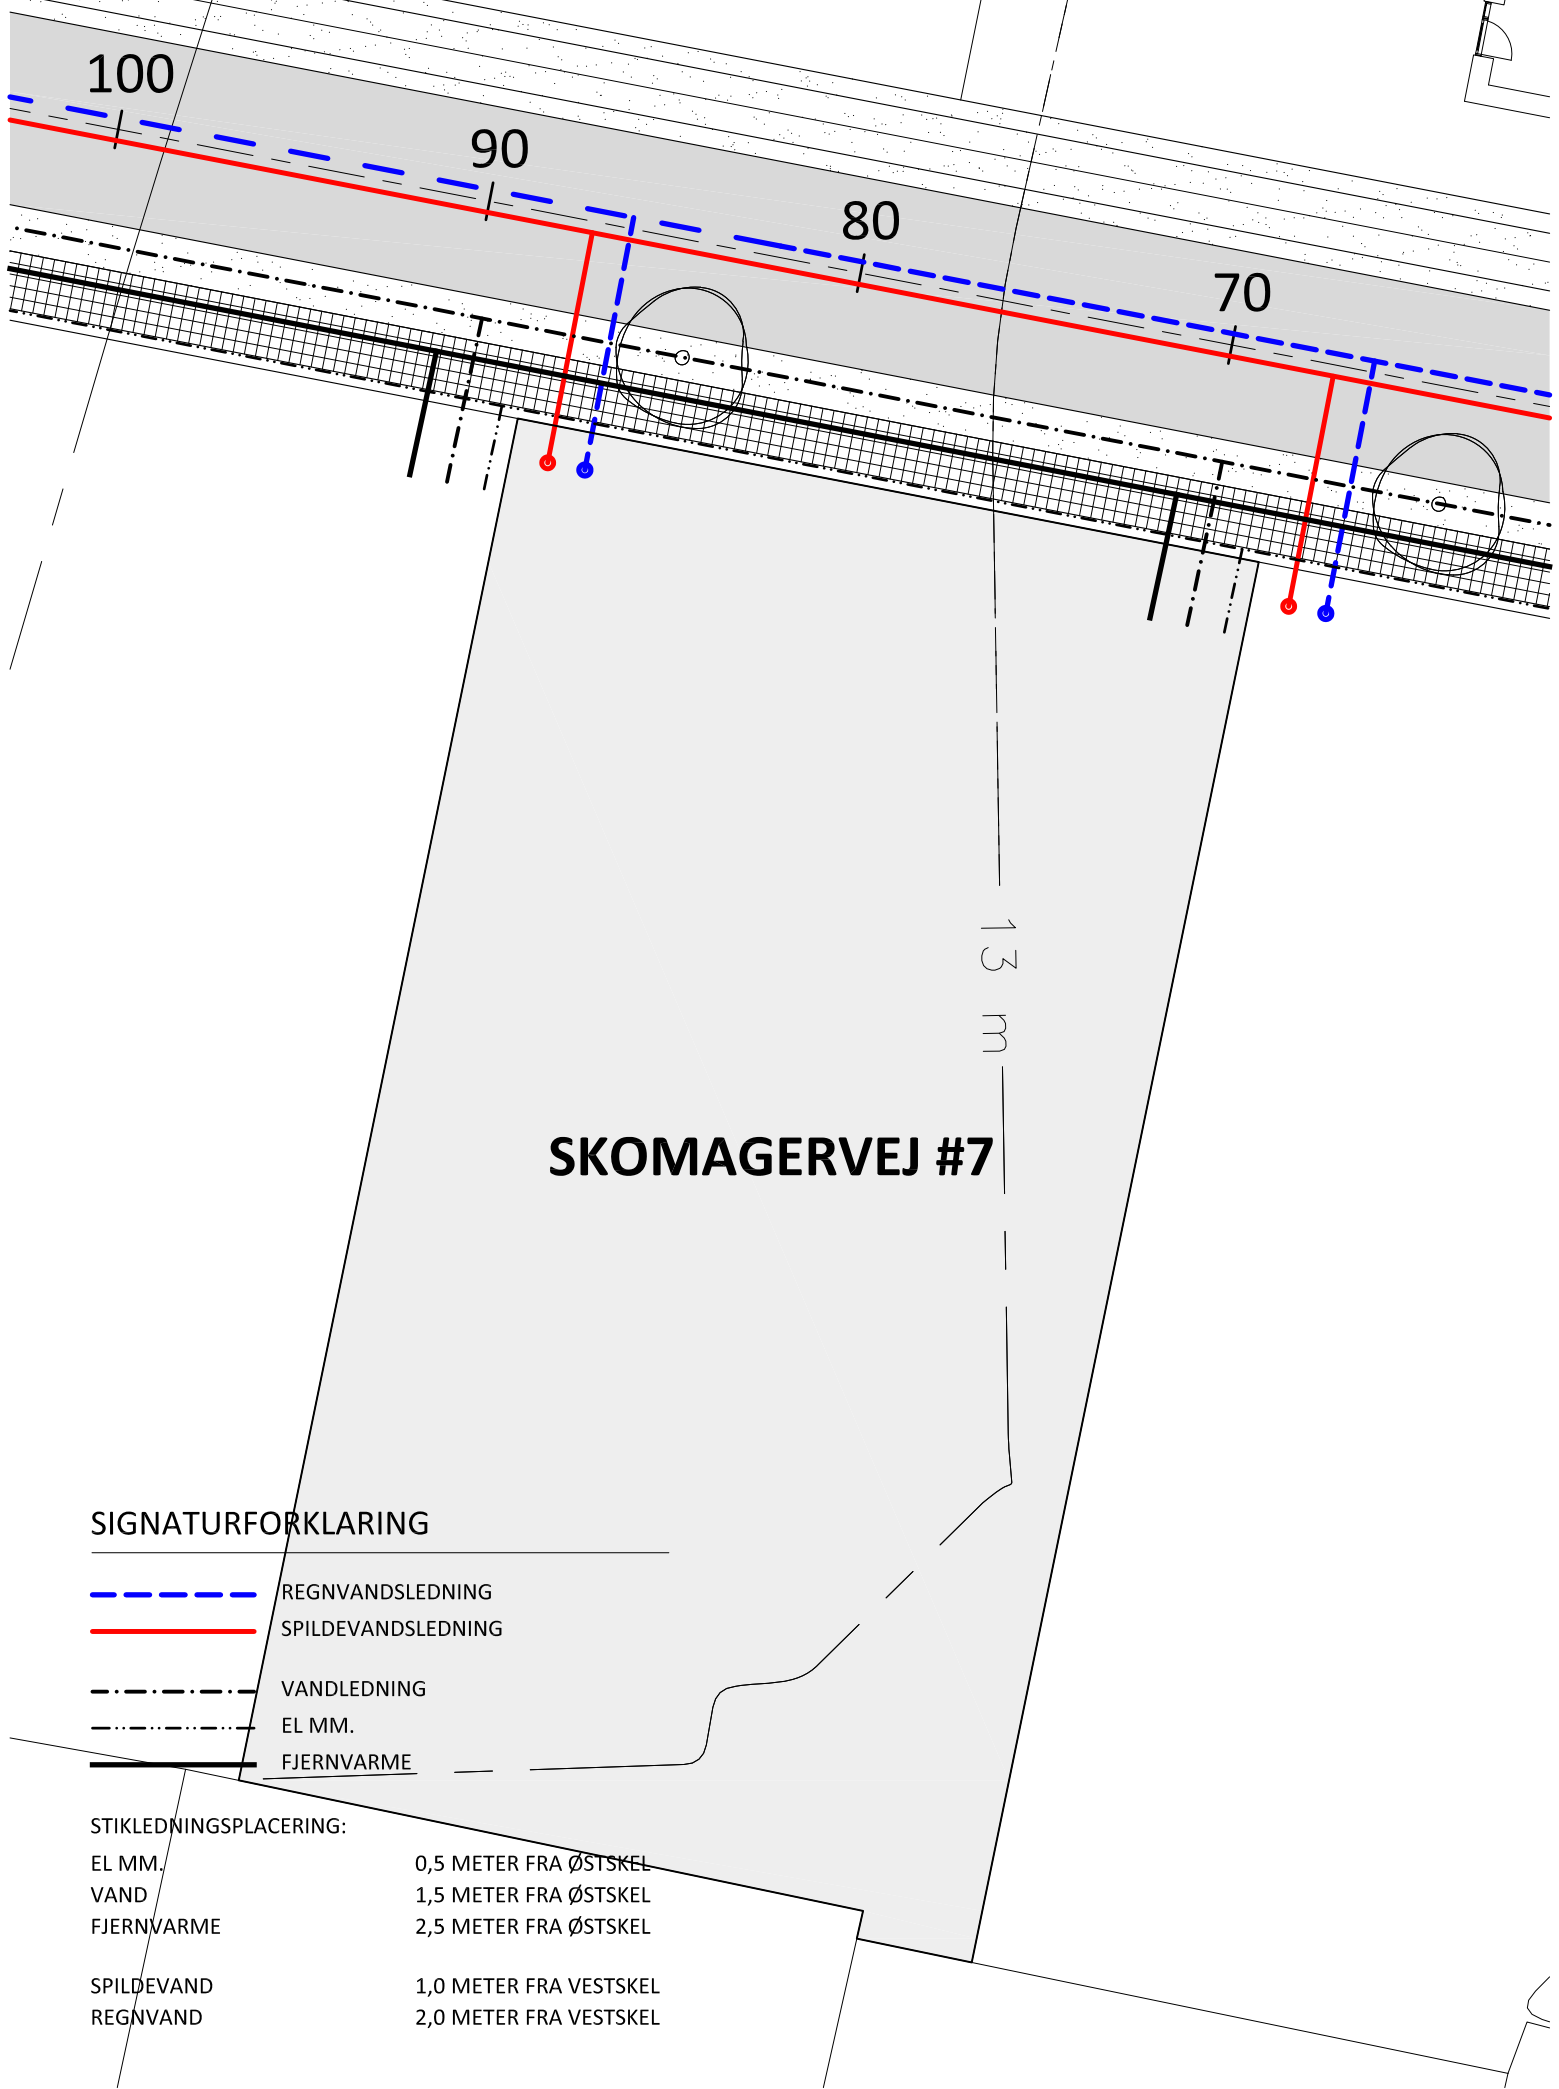 100
90
80
70
13 m
SKOMAGERVEJ #7
SIGNATURFORKLARING
REGNVANDSLEDNING
SPILDEVANDSLEDNING
VANDLEDNING
EL MM.
FJERNVARME
STIKLEDNINGSPLACERING:
EL MM. 0,5 METER FRA ØSTSKEL
VAND 1,5 METER FRA ØSTSKEL
FJERNVARME 2,5 METER FRA ØSTSKEL
SPILDEVAND 1,0 METER FRA VESTSKEL
REGNVAND 2,0 METER FRA VESTSKEL